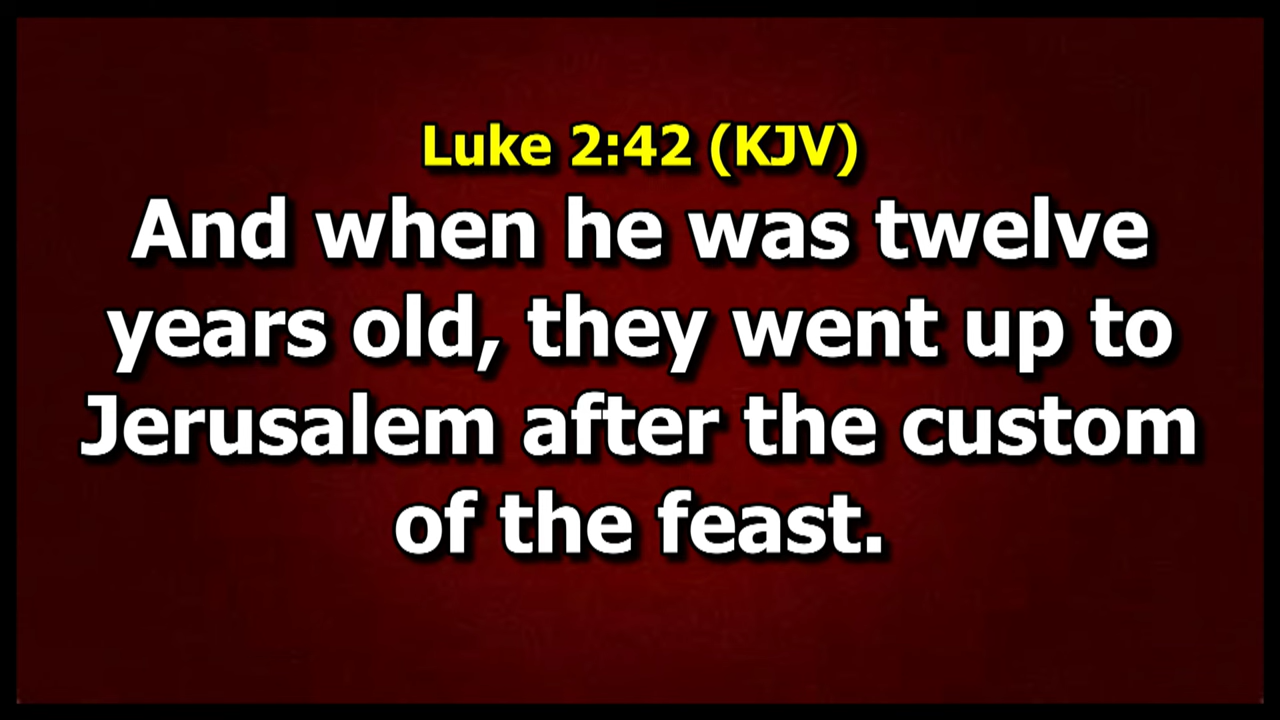 Luke 2:42 (KJV)
And when he was twelve
years old, they went up to
Jerusalem after the custom
of the feast.